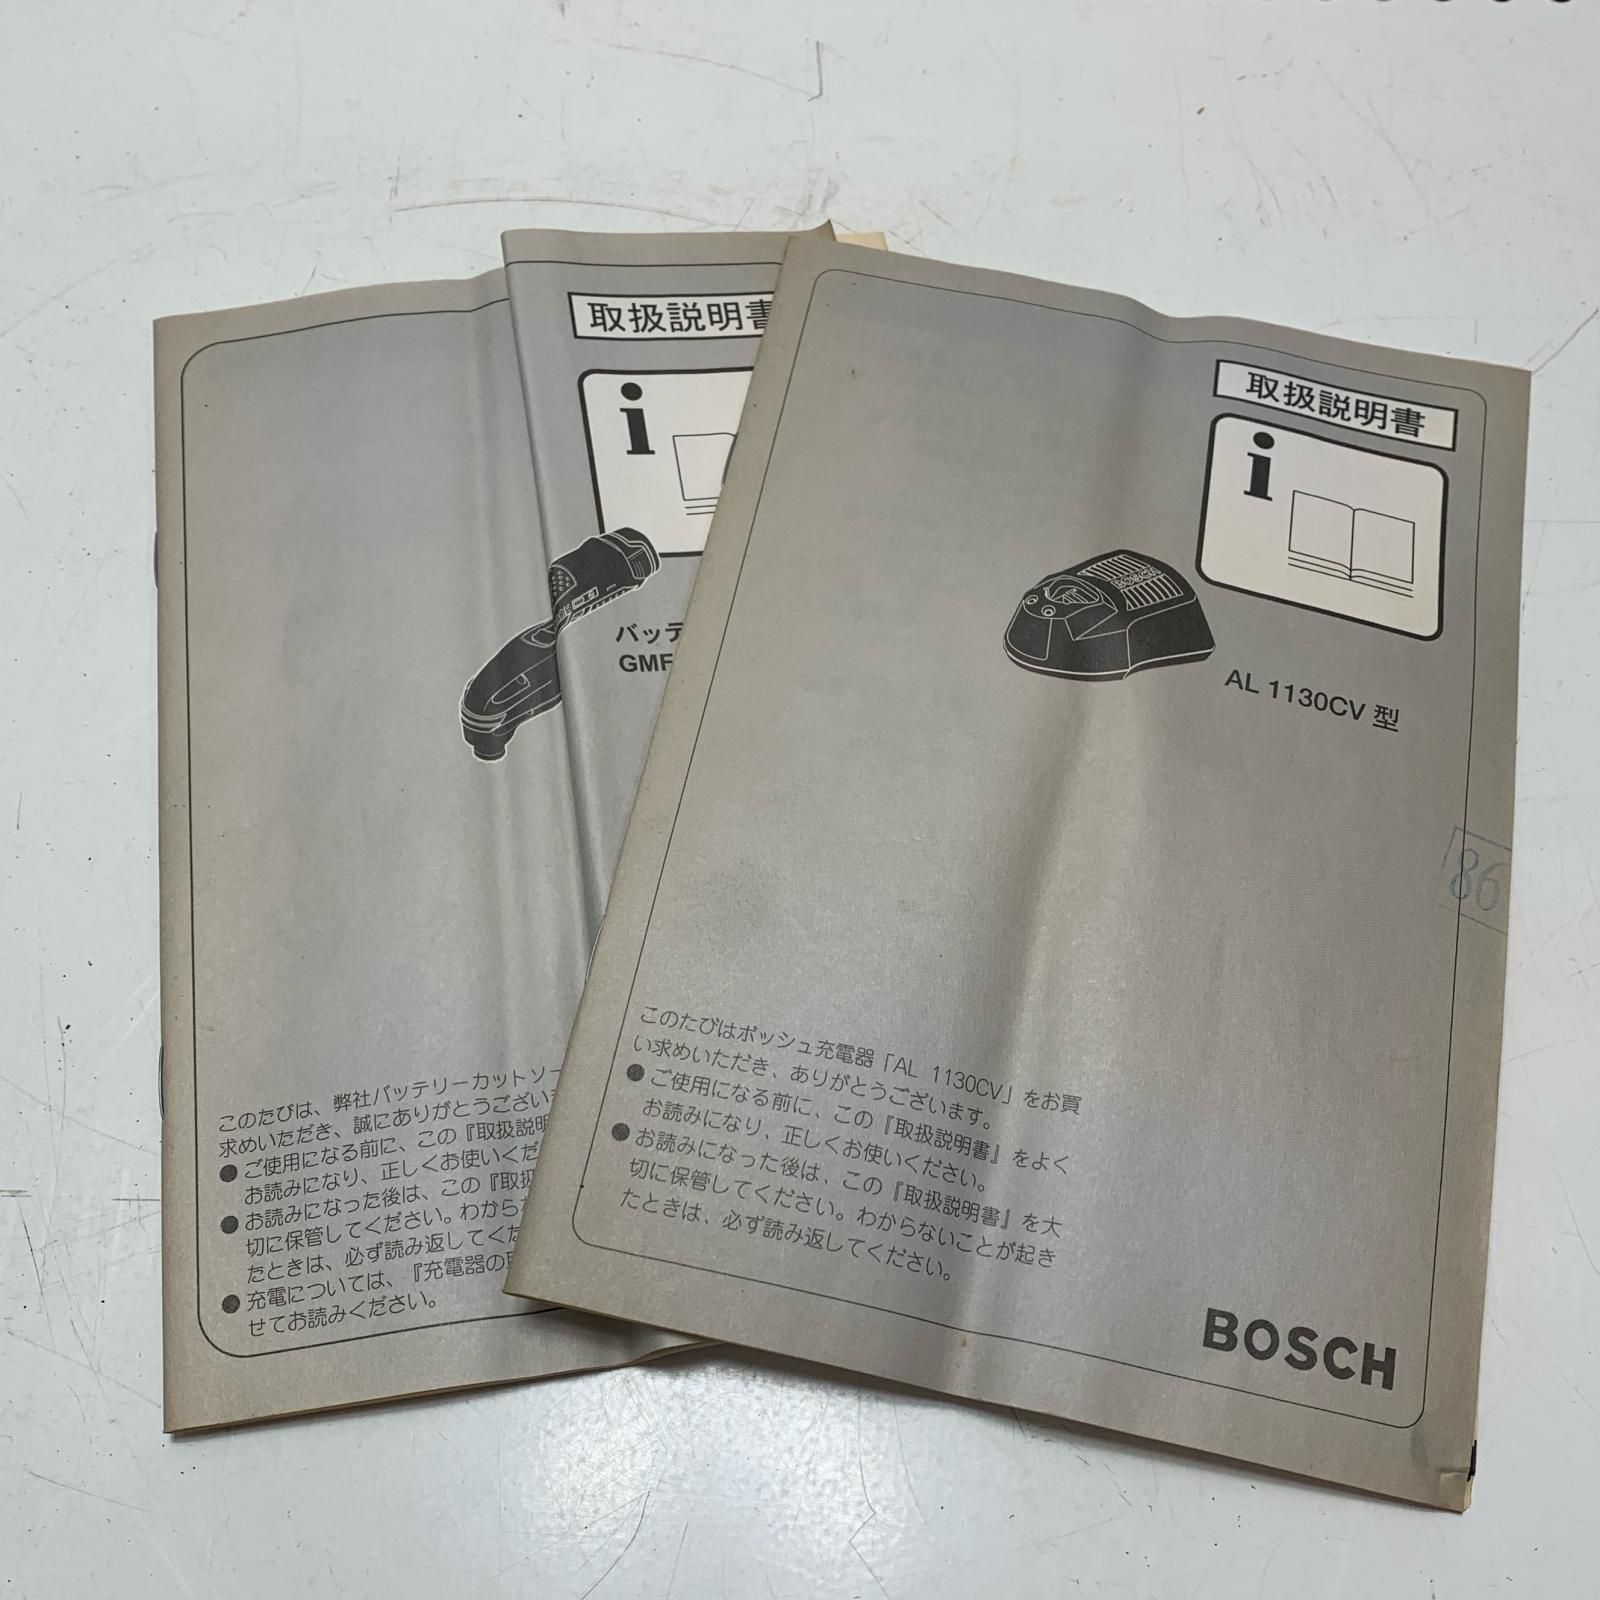 取扱説明書
i
バッテ
GMF
このたびは、弊社バッテリーカットソー
求めいただき、誠にありがとうござい
●ご使用になる前に、この『取扱説明
お読みになり、正しくお使いくだ
●お読みになった後は、この『取扱
切に保管してください。わから
たときは、必ず読み返してくだ
●充電については、『充電器の取
せてお読みください。
取扱説明書
i
BOSCH
AL 1130CV 型
86
このたびはボッシュ充電器「AL 1130CV」をお買
い求めいただき、ありがとうございます。
●ご使用になる前に、この『取扱説明書』をよく
お読みになり、正しくお使いください。
●お読みになった後は、この『取扱説明書』を大
切に保管してください。わからないことが起き
たときは、必ず読み返してください。
BOSCH